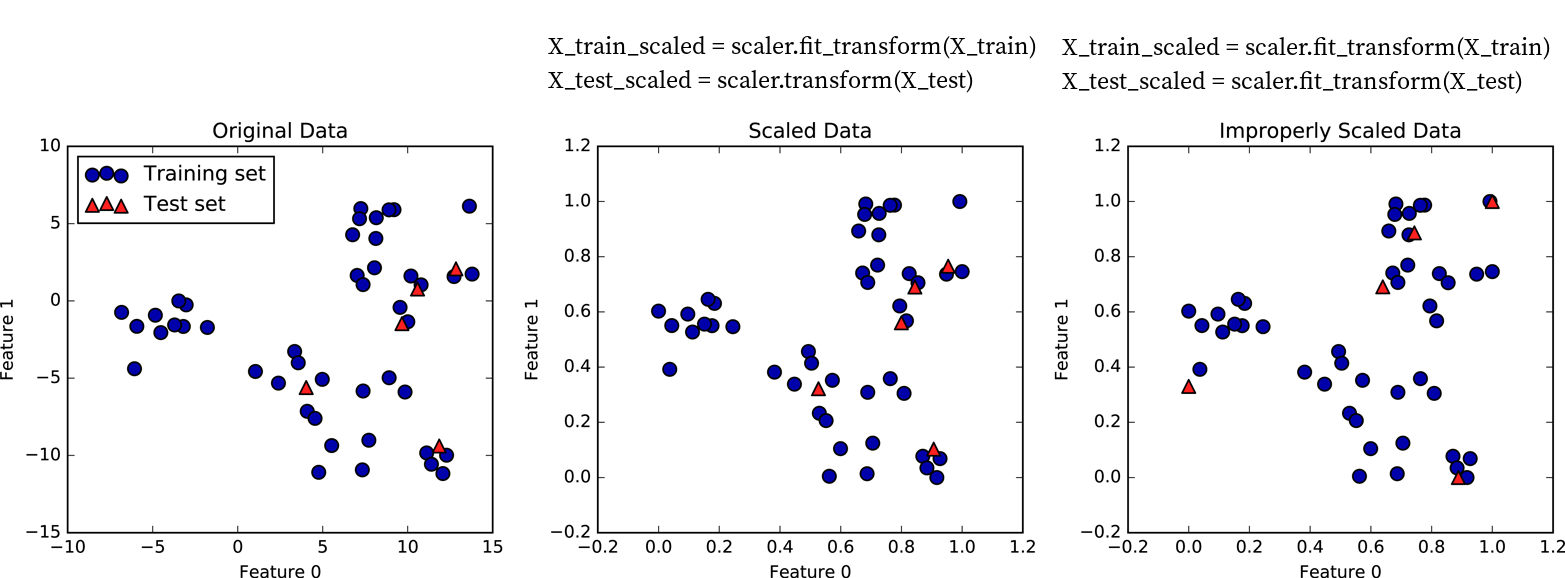 X_train_scaled = scaler.fit_transform(X_train)
X_test_scaled = scaler.transform(X_test)
X_train_scaled = scaler.fit_transform(X_train)
X_test_scaled = scaler.fit_transform(X_test)
Original Data
Training set
Test set
10
5
0
−5
−10
−15
−10
−5
0
5
10
15
Feature 1
Feature 0
Scaled Data
1.2
1.0
0.8
0.6
0.4
0.2
0.0
−0.2
−0.2
0.0
0.2
0.4
0.6
0.8
1.0
1.2
Feature 1
Feature 0
Improperly Scaled Data
1.2
1.0
0.8
0.6
0.4
0.2
0.0
−0.2
−0.2
0.0
0.2
0.4
0.6
0.8
1.0
1.2
Feature 1
Feature 0